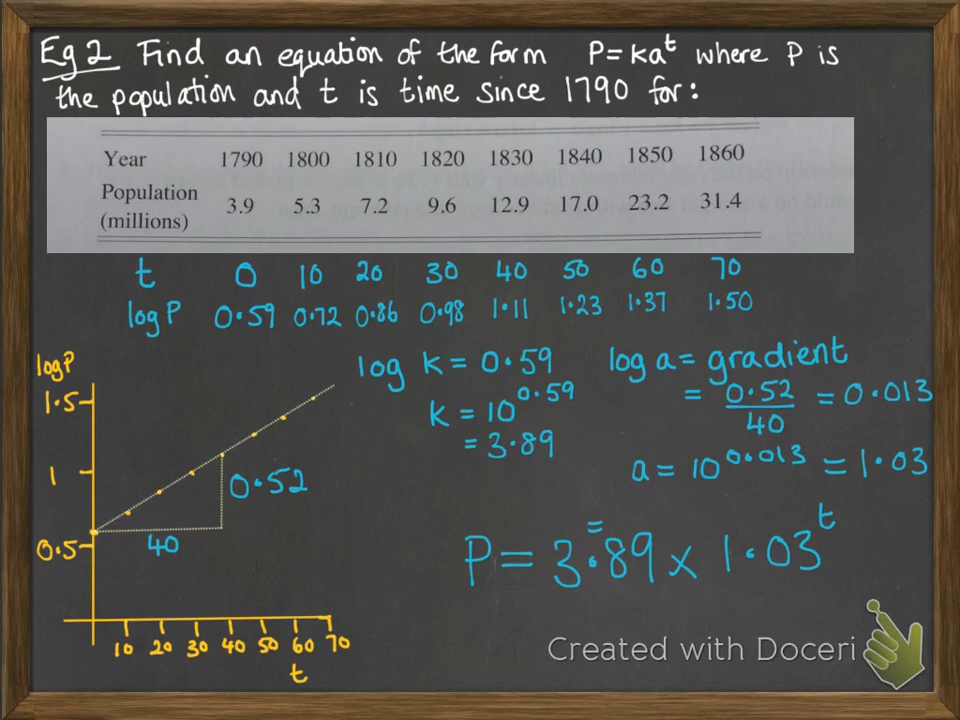 Eg 2 Find an equation of the form P=ka^t where P is
the population and t is time since 1790 for:
Year 1790 1800 1810 1820 1830 1840 1850 1860
Population (millions) 3.9 5.3 7.2 9.6 12.9 17.0 23.2 31.4
t 0 10 20 30 40 50 60 70
log P 0.59 0.72 0.86 0.98 1.11 1.23 1.37 1.50
log P
1.5
1
0.5
0.52
40
10 20 30 40 50 60 70
t
log k = 0.59
k = 10^0.59
= 3.89
log a = gradient
= 0.52/40 = 0.013
a = 10^0.013 = 1.03
=
P = 3.89 x 1.03^t
Created with Doceri